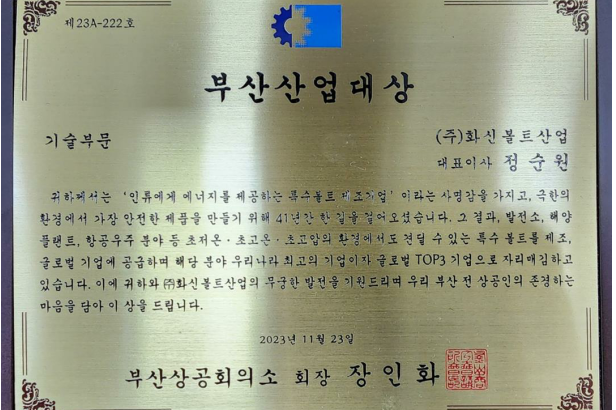 제23A-222호
부산산업대상
기술부문
(주)화신볼트산업
대표이사 정순원
귀하께서는 '인류에게 에너지를 제공하는 특수볼트 제조기업' 이라는 사명감을 가지고, 극한의
환경에서 가장 안전한 제품을 만들기 위해 41년간 한 길을 걸어오셨습니다. 그 결과, 발전소, 해양
플랜트, 항공우주 분야 등 초저온·초고온·초고압의 환경에서도 견딜 수 있는 특수 볼트를 제조,
글로벌 기업에 공급하며 해당 분야 우리나라 최고의 기업이자 글로벌 TOP3 기업으로 자리매김하고
있습니다. 이에 귀하와 ㈜화신볼트산업의 무궁한 발전을 기원드리며 우리 부산 전 상공인의 존경하는
마음을 담아 이 상을 드립니다.
2023년 11월 23일
부산상공회의소 회장 장인화